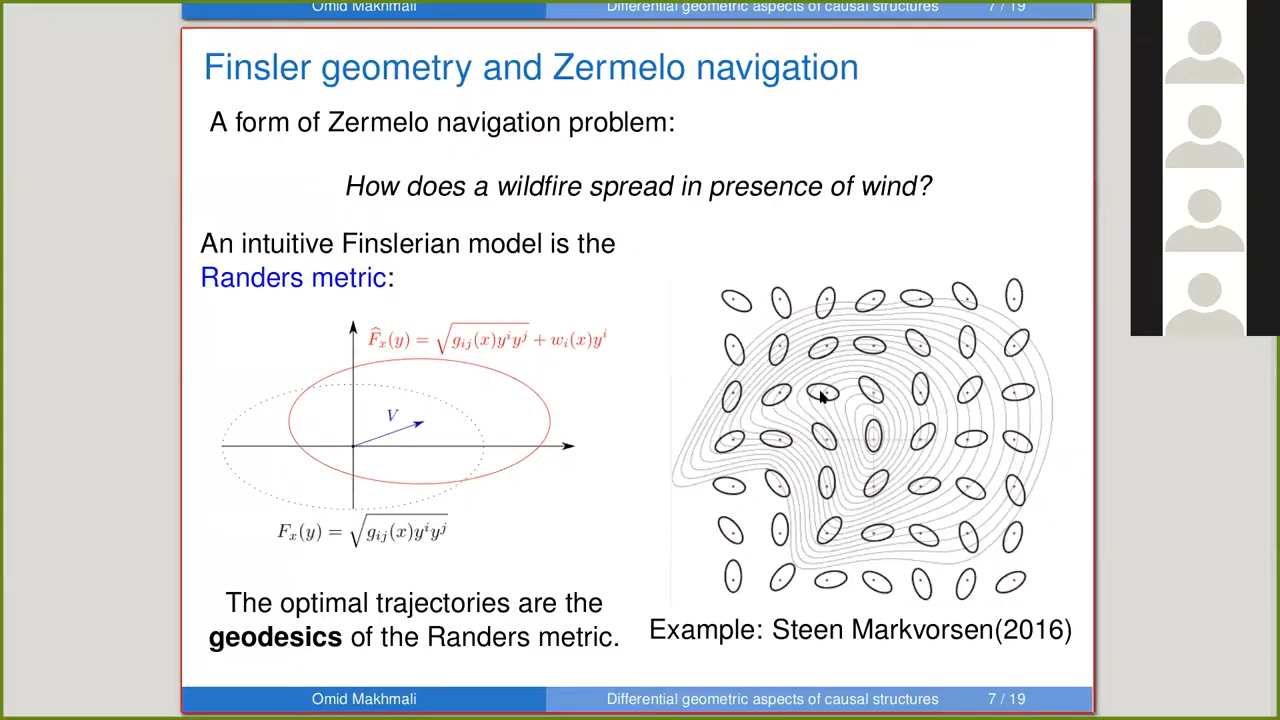 Omid Makhmali Differential geometric aspects of causal structures 7 / 19
Finsler geometry and Zermelo navigation
A form of Zermelo navigation problem:
How does a wildfire spread in presence of wind?
An intuitive Finslerian model is the
Randers metric:
F̂ₓ(y) = √(gᵢⱼ(x)yⁱyʲ) + wᵢ(x)yⁱ
V
Fₓ(y) = √(gᵢⱼ(x)yⁱyʲ)
The optimal trajectories are the
geodesics of the Randers metric.
Example: Steen Markvorsen(2016)
Omid Makhmali Differential geometric aspects of causal structures 7 / 19